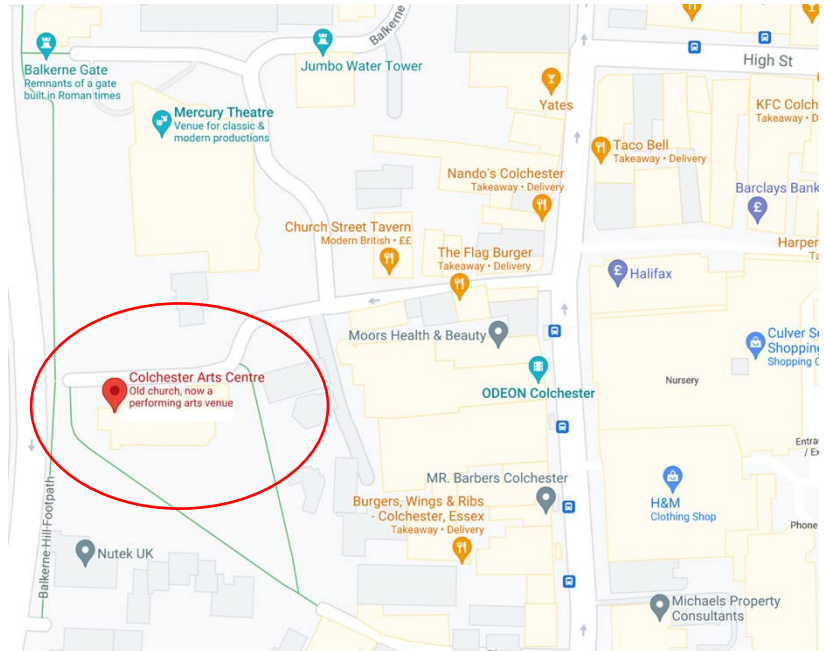 Balkerne
High St
Balkerne Gate
Remnants of a gate
built in Roman times
Jumbo Water Tower
Yates
KFC Colch
Takeaway • D
Mercury Theatre
Venue for classic &
modern productions
Taco Bell
Takeaway • Delivery
Nando's Colchester
Takeaway • Delivery
Barclays Bank
Church Street Tavern
Modern British • ££
The Flag Burger
Takeaway • Delivery
Harper
Ta
Halifax
Moors Health & Beauty
Culver Se
Shopping
Shopping C
Colchester Arts Centre
Old church, now a
performing arts venue
ODEON Colchester
Nursery
Entra
/ Ex
MR. Barbers Colchester
Burgers, Wings & Ribs
- Colchester, Essex
Takeaway • Delivery
H&M
Clothing Shop
Phone
Balkerne Hill Footpath
Nutek UK
Michaels Property
Consultants